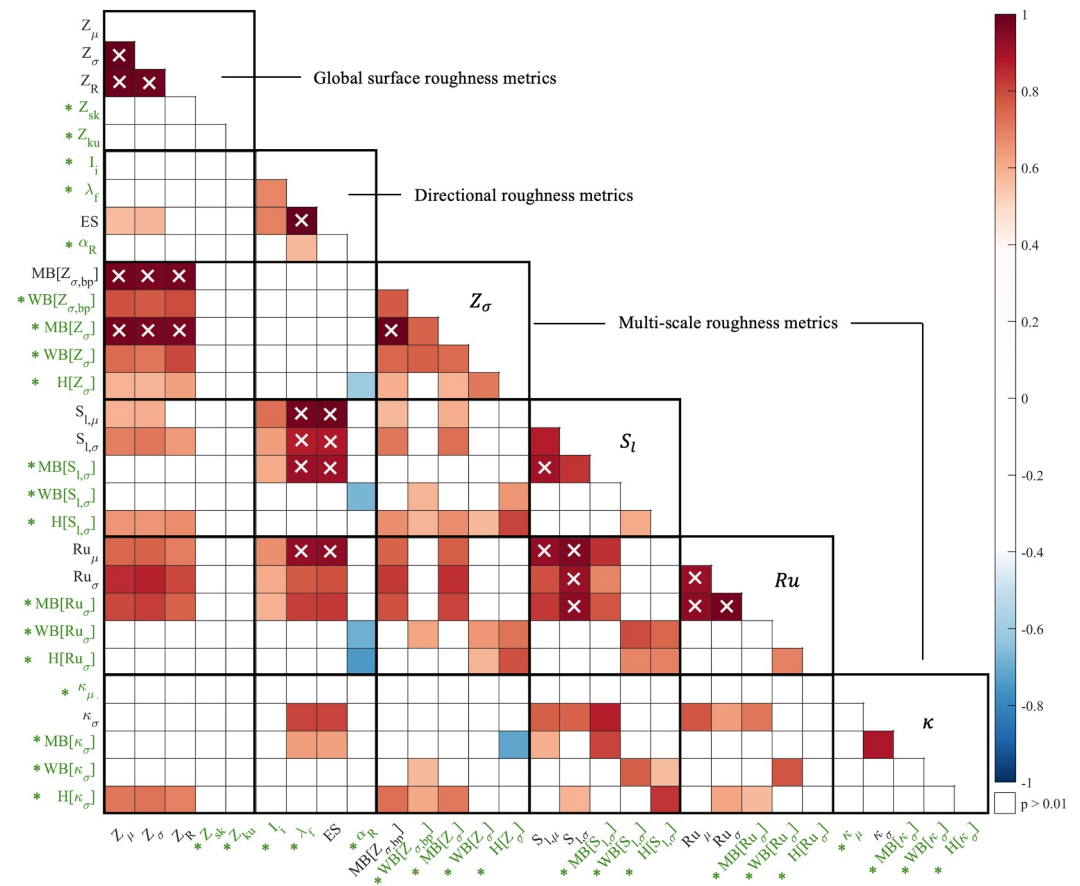 Z_μ
Z_σ
Z_R
* Z_sk
* Z_ku
* I_i
* λ_f
ES
* α_R
MB[Z_σ,bp]
* WB[Z_σ,bp]
* MB[Z_σ]
* WB[Z_σ]
* H[Z_σ]
S_l,μ
S_l,σ
* MB[S_l,σ]
* WB[S_l,σ]
* H[S_l,σ]
Ru_μ
Ru_σ
* MB[Ru_σ]
* WB[Ru_σ]
* H[Ru_σ]
* κ_μ
κ_σ
* MB[κ_σ]
* WB[κ_σ]
* H[κ_σ]
Global surface roughness metrics
Directional roughness metrics
Multi-scale roughness metrics
Z_σ
S_l
Ru
κ
1
0.8
0.6
0.4
0.2
0
-0.2
-0.4
-0.6
-0.8
-1
p > 0.01
Z_μ
Z_σ
Z_R
* Z_sk
* Z_ku
* I_i
* λ_f
ES
* α_R
MB[Z_σ,bp]
* WB[Z_σ,bp]
* MB[Z_σ]
* WB[Z_σ]
* H[Z_σ]
S_l,μ
S_l,σ
* MB[S_l,σ]
* WB[S_l,σ]
* H[S_l,σ]
Ru_μ
Ru_σ
* MB[Ru_σ]
* WB[Ru_σ]
* H[Ru_σ]
* κ_μ
κ_σ
* MB[κ_σ]
* WB[κ_σ]
* H[κ_σ]